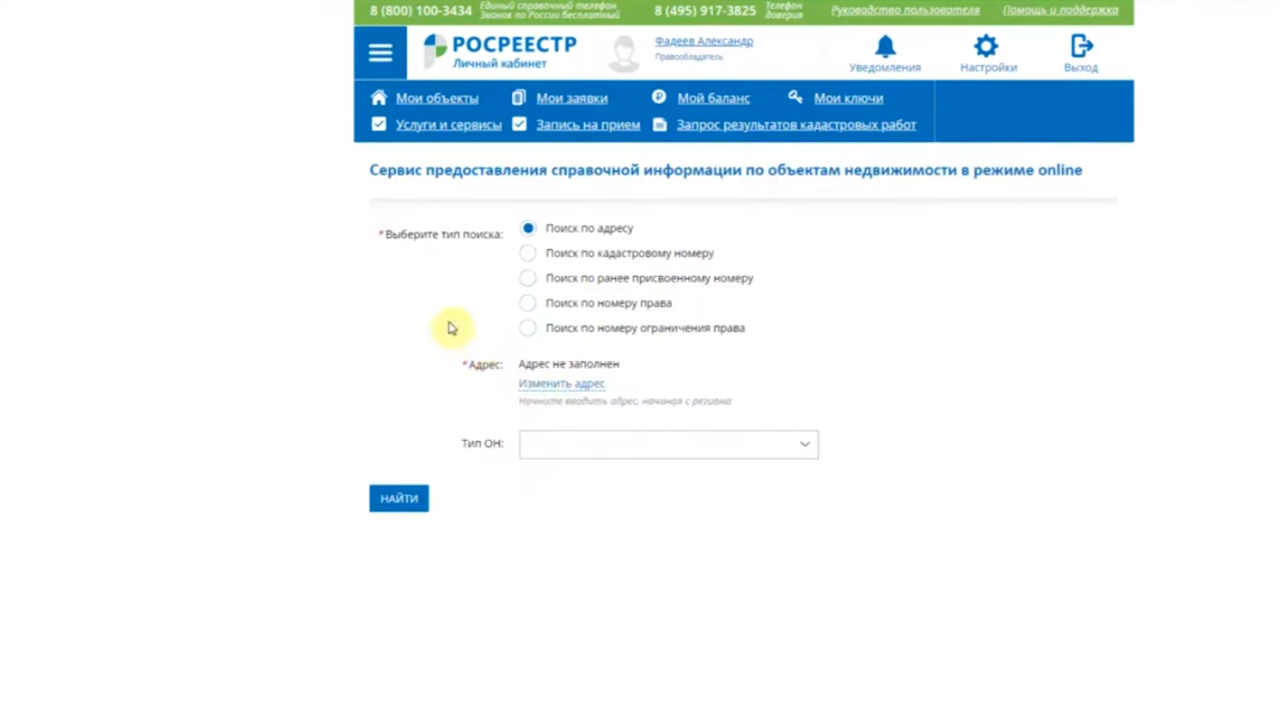 8 (800) 100-3434 Единый справочный телефон Звонок по России бесплатный 8 (495) 917-3825 Телефон доверия Руководство пользователя Помощь и поддержка
РОСРЕЕСТР
Личный кабинет
Фадеев Александр
Правообладатель
Уведомления
Настройки
Выход
Мои объекты Мои заявки Мой баланс Мои ключи
Услуги и сервисы Запись на прием Запрос результатов кадастровых работ
Сервис предоставления справочной информации по объектам недвижимости в режиме online
*Выберите тип поиска:
Поиск по адресу
Поиск по кадастровому номеру
Поиск по ранее присвоенному номеру
Поиск по номеру права
Поиск по номеру ограничения права
*Адрес: Адрес не заполнен
Изменить адрес
Начните вводить адрес, начиная с региона
Тип ОН:
НАЙТИ